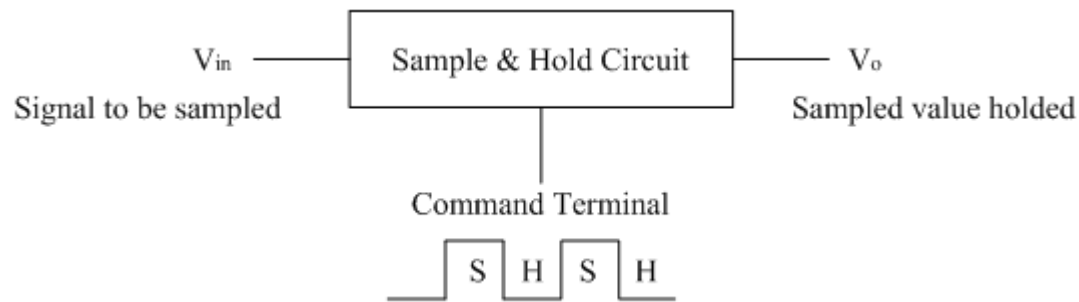 Vin
Sample & Hold Circuit
Vo
Signal to be sampled
Sampled value holded
Command Terminal
S H S H